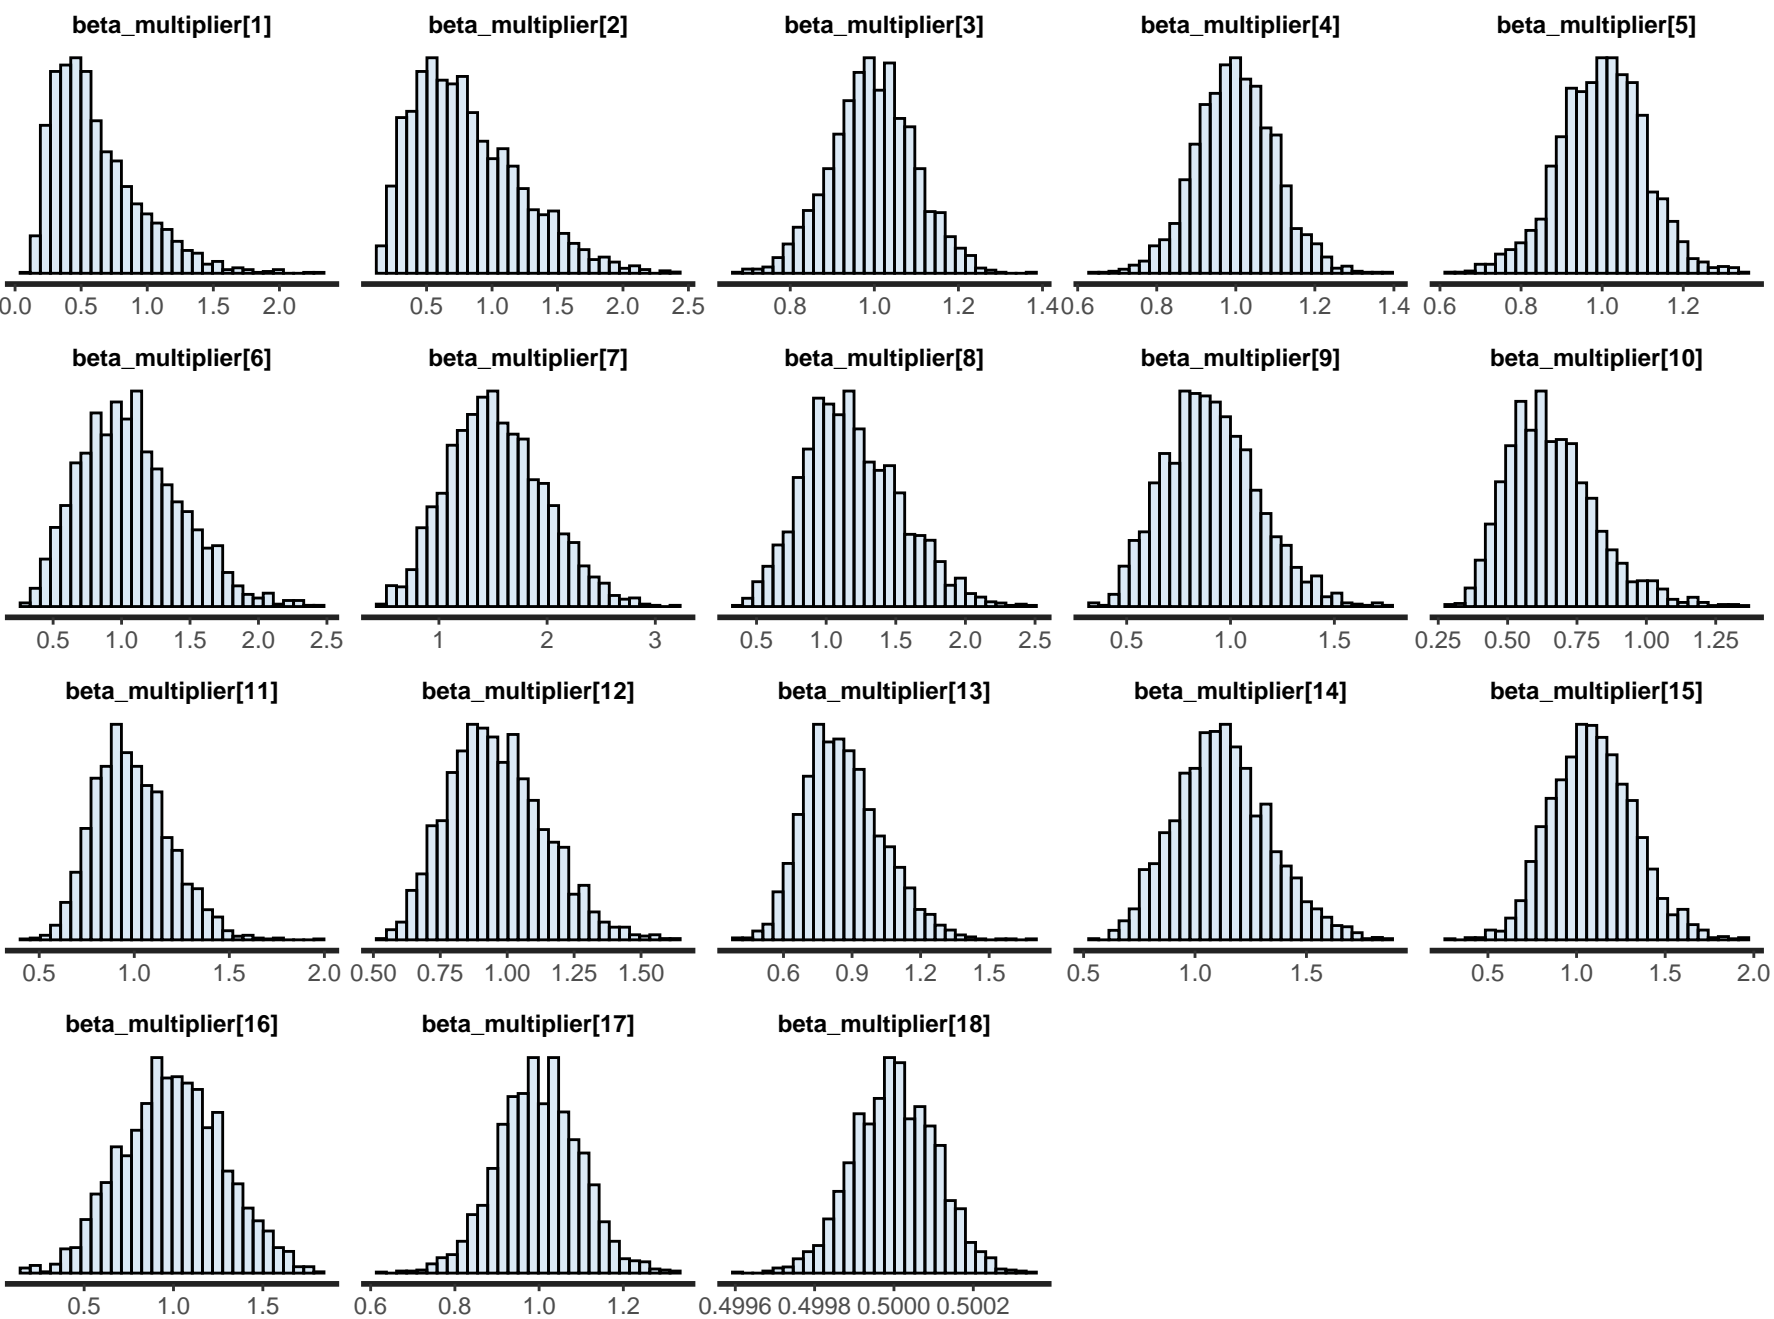 beta_multiplier[1] beta_multiplier[2] beta_multiplier[3] beta_multiplier[4] beta_multiplier[5]
0.0 0.5 1.0 1.5 2.0 0.5 1.0 1.5 2.0 2.5 0.8 1.0 1.2 1.4 0.6 0.8 1.0 1.2 1.4 0.6 0.8 1.0 1.2
beta_multiplier[6] beta_multiplier[7] beta_multiplier[8] beta_multiplier[9] beta_multiplier[10]
0.5 1.0 1.5 2.0 2.5 1 2 3 0.5 1.0 1.5 2.0 2.5 0.5 1.0 1.5 0.25 0.50 0.75 1.00 1.25
beta_multiplier[11] beta_multiplier[12] beta_multiplier[13] beta_multiplier[14] beta_multiplier[15]
0.5 1.0 1.5 2.0 0.50 0.75 1.00 1.25 1.50 0.6 0.9 1.2 1.5 0.5 1.0 1.5 0.5 1.0 1.5 2.0
beta_multiplier[16] beta_multiplier[17] beta_multiplier[18]
0.5 1.0 1.5 0.6 0.8 1.0 1.2 0.4996 0.4998 0.5000 0.5002